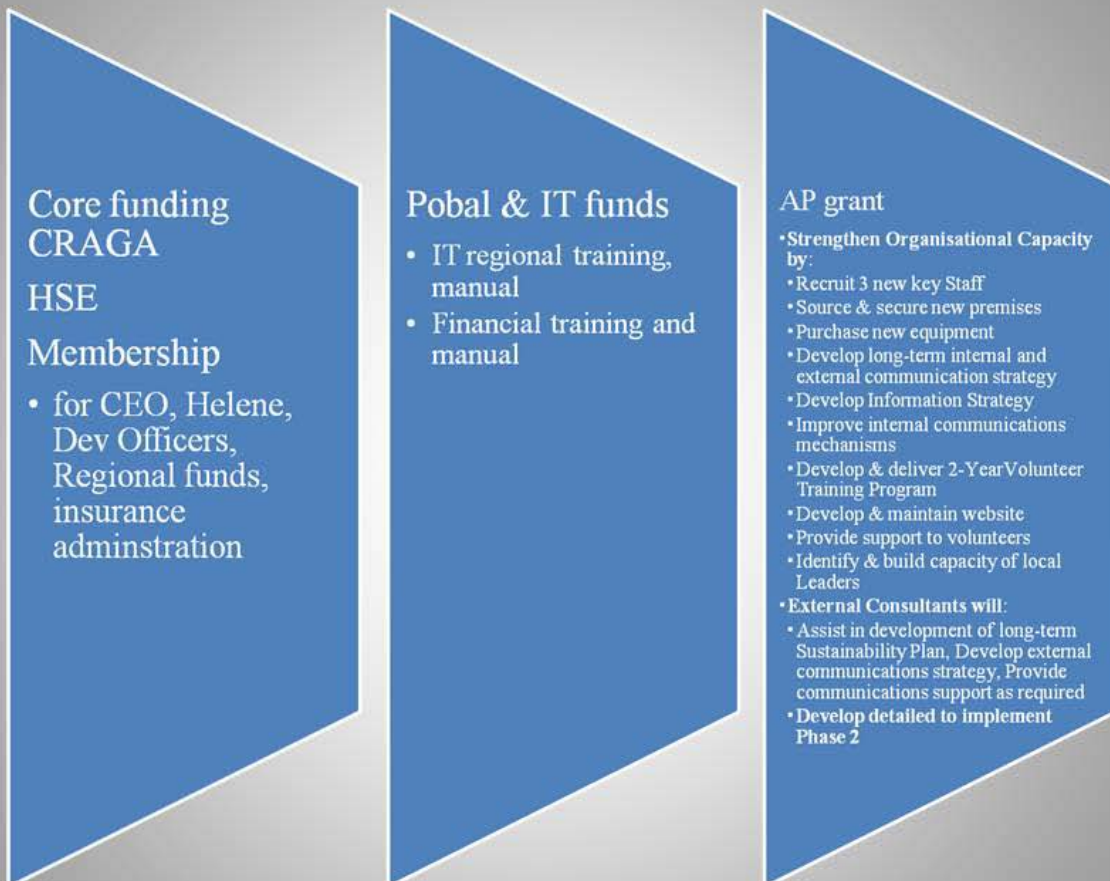 Core funding
CRAGA
HSE
Membership
• for CEO, Helene,
Dev Officers,
Regional funds,
insurance
adminstration
Pobal & IT funds
• IT regional training,
manual
• Financial training and
manual
AP grant
• Strengthen Organisational Capacity
by:
• Recruit 3 new key Staff
• Source & secure new premises
• Purchase new equipment
• Develop long-term internal and
external communication strategy
• Develop Information Strategy
• Improve internal communications
mechanisms
• Develop & deliver 2-YearVolunteer
Training Program
• Develop & maintain website
• Provide support to volunteers
• Identify & build capacity of local
Leaders
• External Consultants will:
• Assist in development of long-term
Sustainability Plan, Develop external
communications strategy, Provide
communications support as required
• Develop detailed to implement
Phase 2